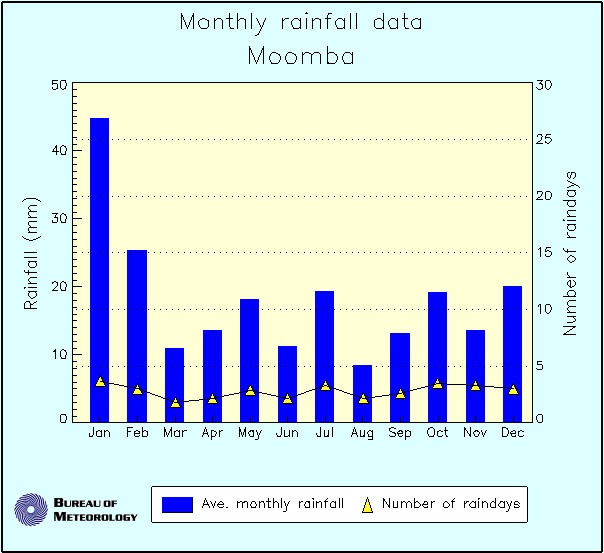 Monthly rainfall data
Moomba
50
40
30
20
10
0
Rainfall (mm)
30
25
20
15
10
5
0
Number of raindays
Jan Feb Mar Apr May Jun Jul Aug Sep Oct Nov Dec
BUREAU OF
METEOROLOGY
Ave. monthly rainfall Number of raindays